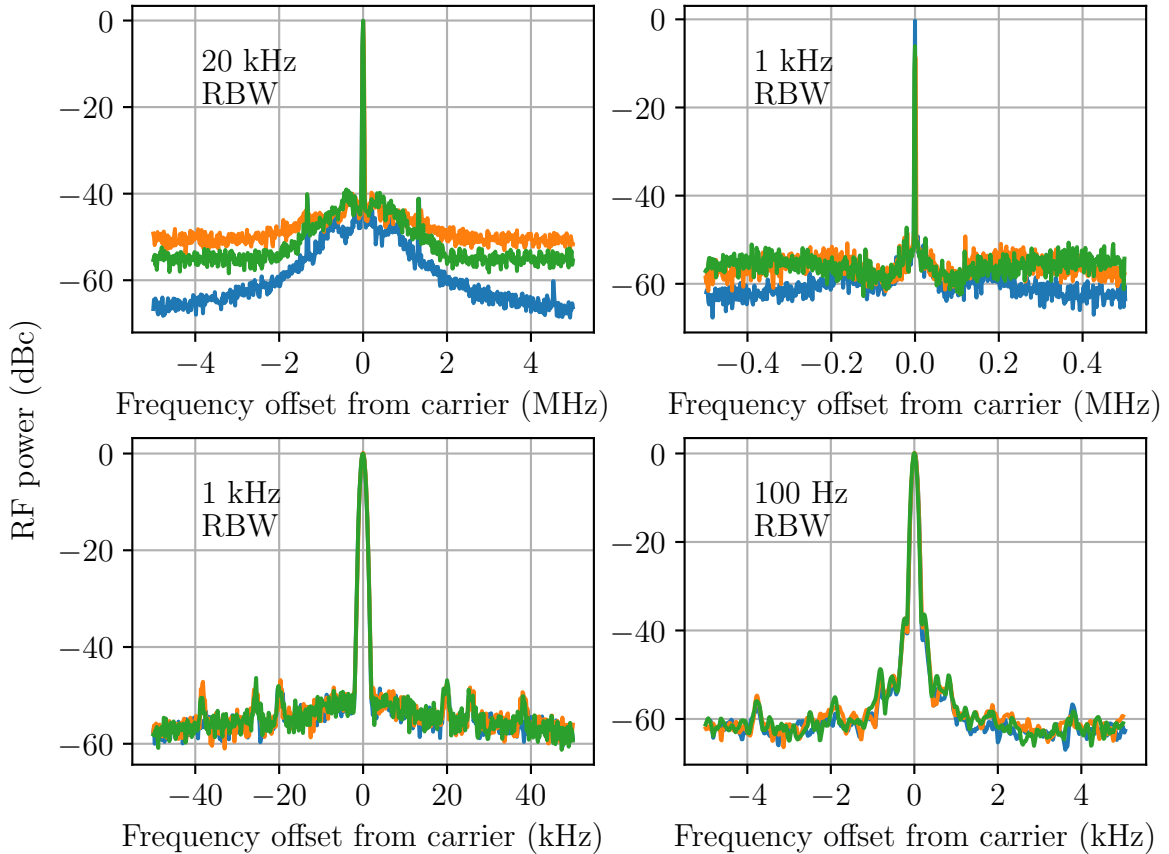 0
−20
−40
−60
20 kHz
RBW
−4 −2 0 2 4
Frequency offset from carrier (MHz)
0
−20
−40
−60
1 kHz
RBW
−0.4 −0.2 0.0 0.2 0.4
Frequency offset from carrier (MHz)
RF power (dBc)
0
−20
−40
−60
1 kHz
RBW
−40 −20 0 20 40
Frequency offset from carrier (kHz)
0
−20
−40
−60
100 Hz
RBW
−4 −2 0 2 4
Frequency offset from carrier (kHz)